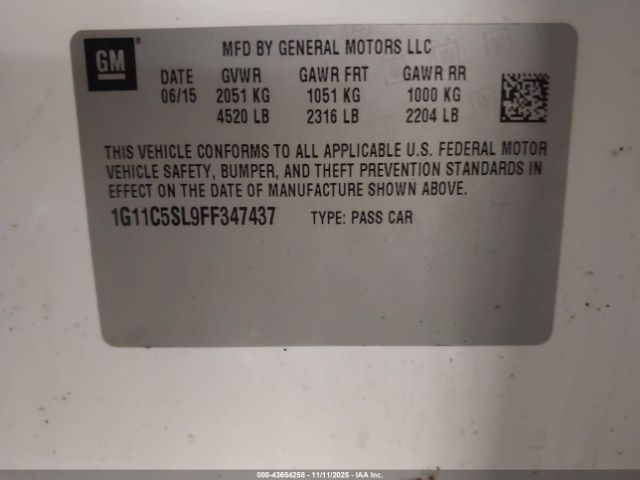 GM ®
MFD BY GENERAL MOTORS LLC
DATE GVWR GAWR FRT GAWR RR
06/15 2051 KG 1051 KG 1000 KG
4520 LB 2316 LB 2204 LB
THIS VEHICLE CONFORMS TO ALL APPLICABLE U.S. FEDERAL MOTOR
VEHICLE SAFETY, BUMPER, AND THEFT PREVENTION STANDARDS IN
EFFECT ON THE DATE OF MANUFACTURE SHOWN ABOVE.
1G11C5SL9FF347437 TYPE: PASS CAR
000-43654258 - 11/11/2025 - IAA Inc.